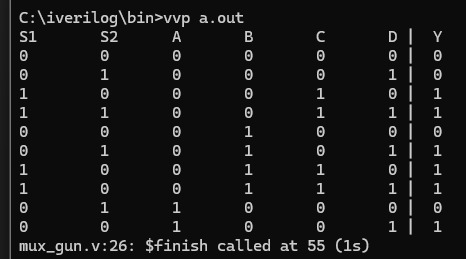 C:\iverilog\bin>vvp a.out
S1 S2 A B C D | Y
0 0 0 0 0 0 | 0
0 1 0 0 0 1 | 0
1 0 0 0 1 0 | 1
1 1 0 0 1 1 | 1
0 0 0 1 0 0 | 0
0 1 0 1 0 1 | 1
1 0 0 1 1 0 | 1
1 0 0 1 1 1 | 1
0 1 1 0 0 0 | 0
0 0 1 0 0 1 | 1
mux_gun.v:26: $finish called at 55 (1s)